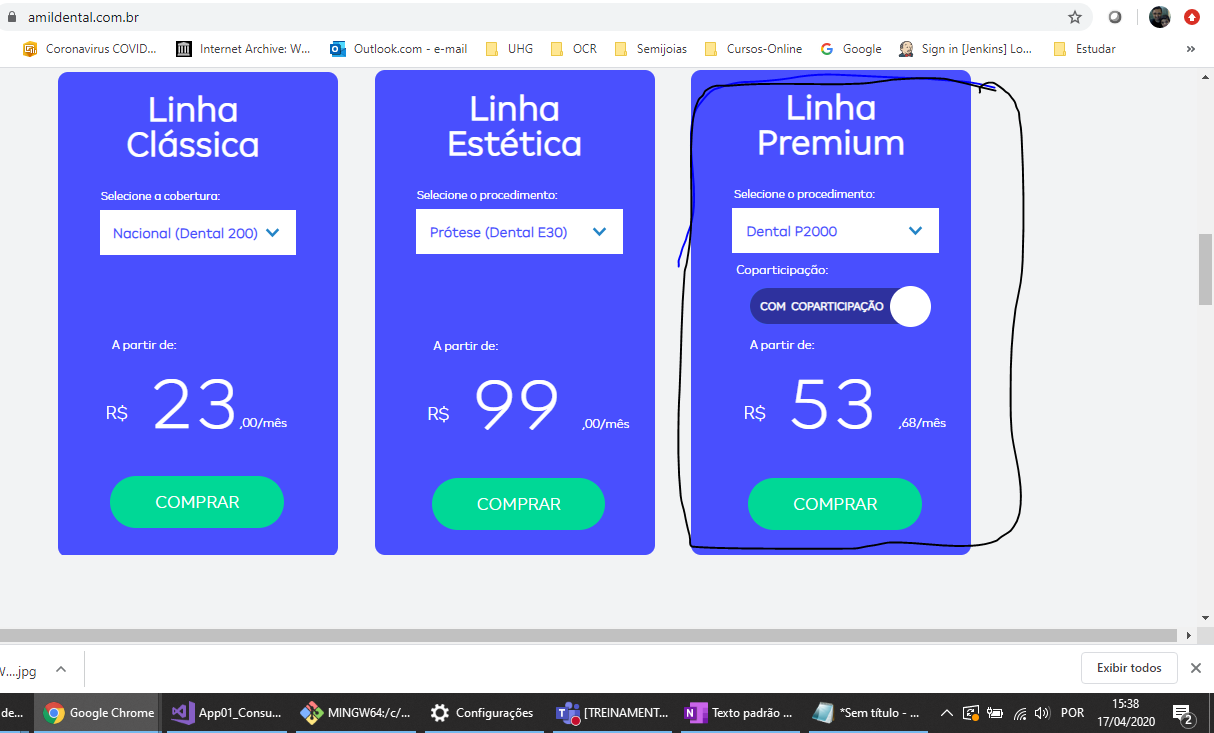 amildental.com.br
Coronavirus COVID... Internet Archive: W... Outlook.com - e-mail UHG OCR Semijoias Cursos-Online Google Sign in [Jenkins] Lo... Estudar »
Linha
Clássica
Selecione a cobertura:
Nacional (Dental 200)
A partir de:
R$ 23,00/mês
COMPRAR
Linha
Estética
Selecione o procedimento:
Prótese (Dental E30)
A partir de:
R$ 99,00/mês
COMPRAR
Linha
Premium
Selecione o procedimento:
Dental P2000
Coparticipação:
COM COPARTICIPAÇÃO
A partir de:
R$ 53,68/mês
COMPRAR
....jpg
Exibir todos
de... Google Chrome App01_Consu... MINGW64:/c/... Configurações [TREINAMENT... Texto padrão ... *Sem título - ... POR
15:38
17/04/2020
2